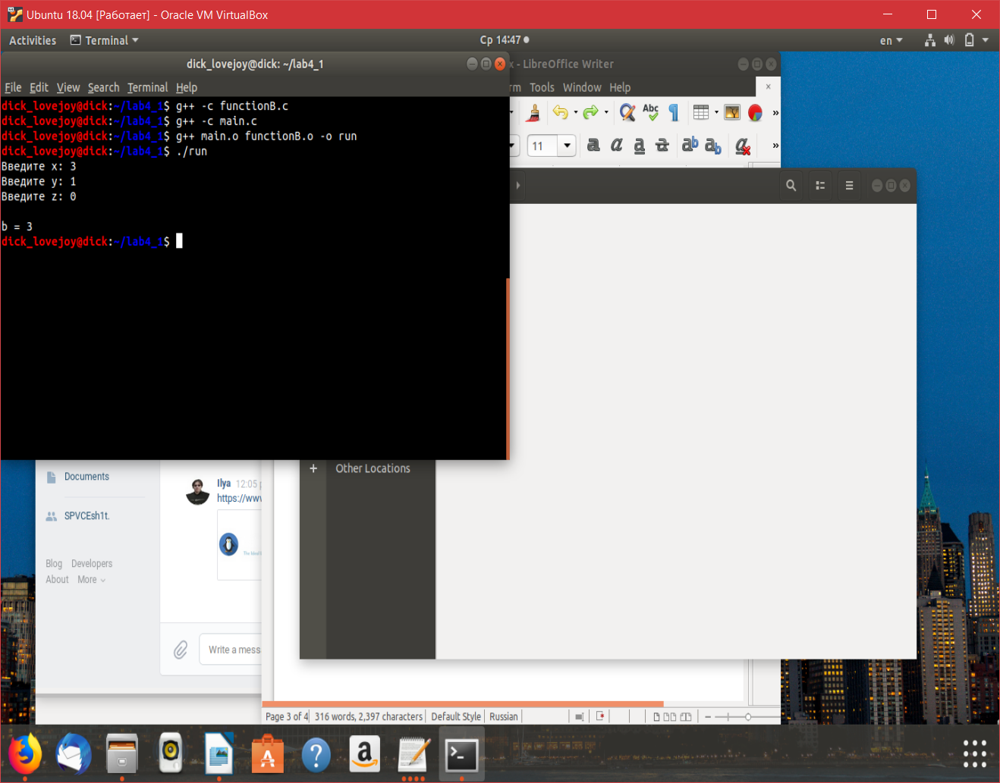 Ubuntu 18.04 [Работает] - Oracle VM VirtualBox
Activities Terminal Ср 14:47 en
dick_lovejoy@dick: ~/lab4_1
x - LibreOffice Writer
File Edit View Search Terminal Help
rm Tools Window Help
dick_lovejoy@dick:~/lab4_1$ g++ -c functionB.c
dick_lovejoy@dick:~/lab4_1$ g++ -c main.c
dick_lovejoy@dick:~/lab4_1$ g++ main.o functionB.o -o run
dick_lovejoy@dick:~/lab4_1$ ./run
Введите x: 3
Введите y: 1
Введите z: 0
b = 3
dick_lovejoy@dick:~/lab4_1$
Abc
11
a a a a ab ab a
Other Locations
Documents
SPVCEsh1t.
Blog Developers
About More
Ilya 12:05
https://www
Write a mess
Page 3 of 4 316 words, 2,397 characters Default Style Russian